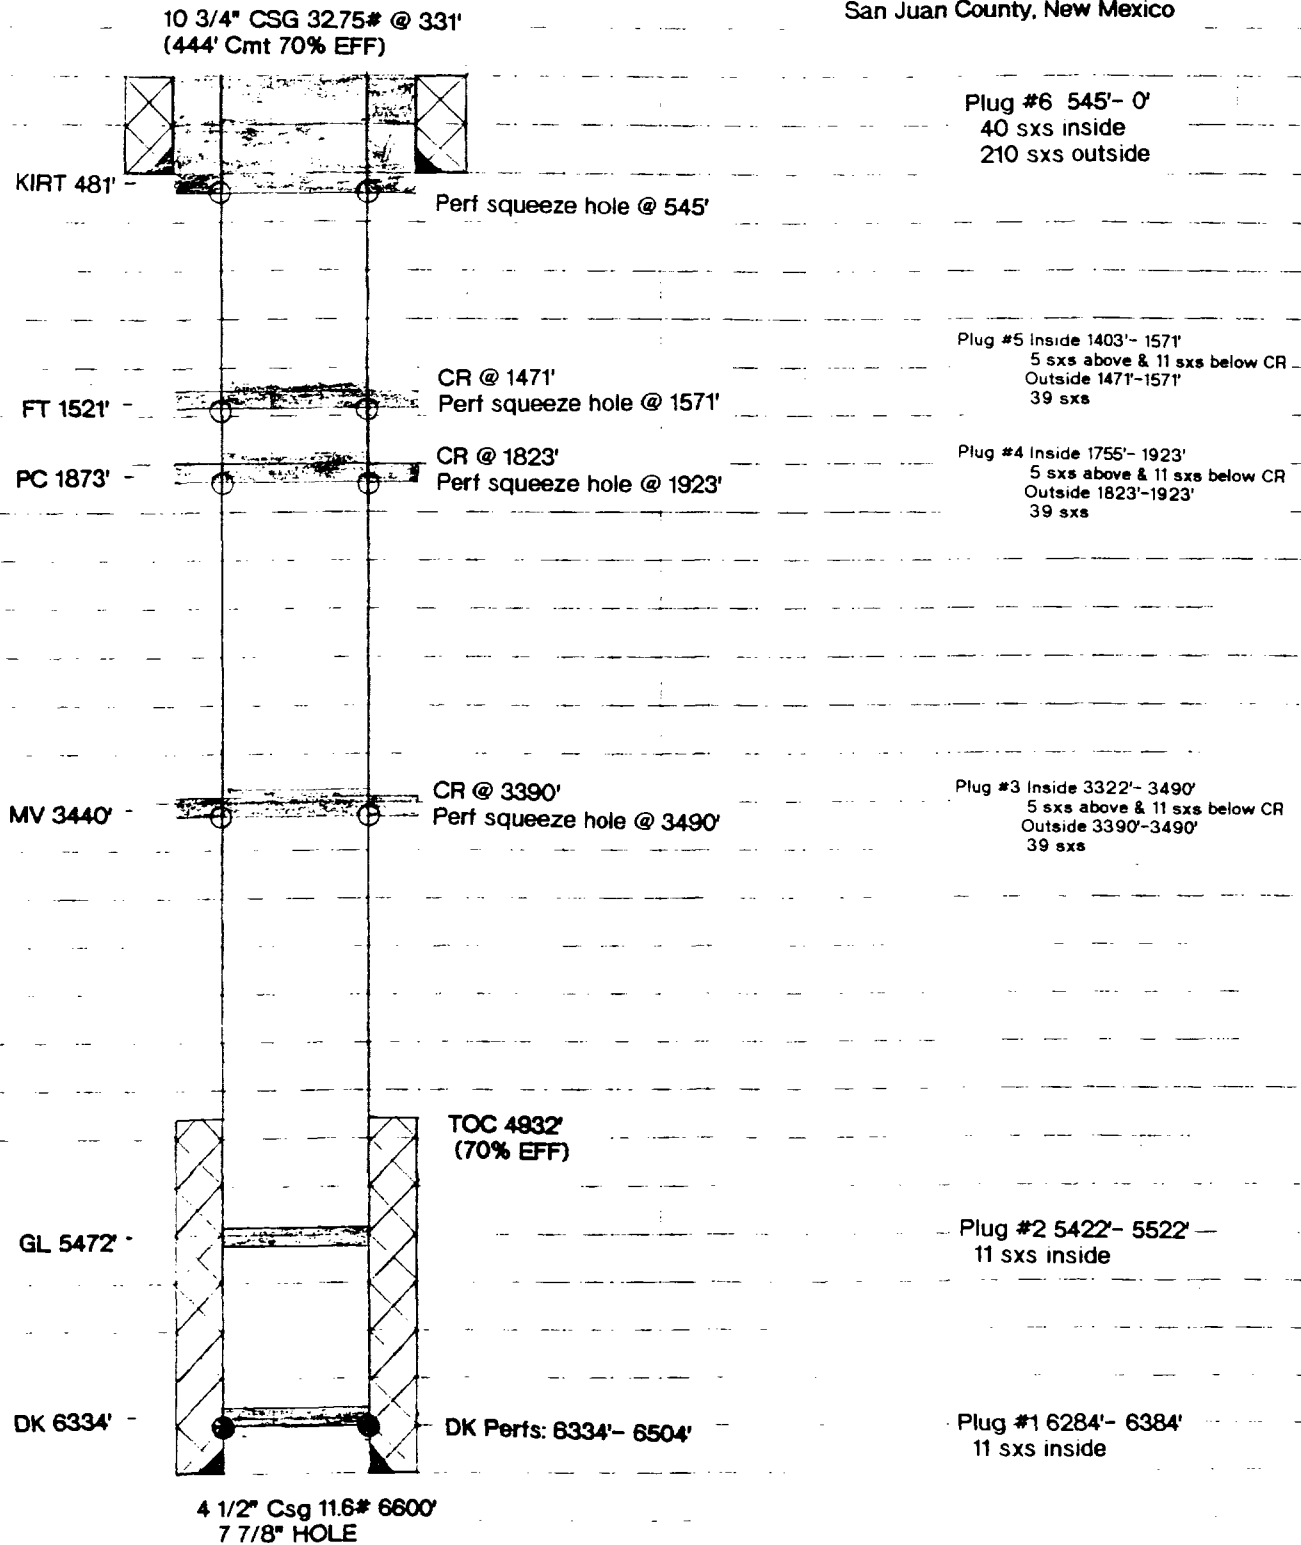 10 3/4" CSG 32.75# @ 331'
(444' Cmt 70% EFF)
San Juan County, New Mexico
Plug #6 545'- 0'
40 sxs inside
210 sxs outside
KIRT 481'
Perf squeeze hole @ 545'
Plug #5 Inside 1403'- 1571'
5 sxs above & 11 sxs below CR
Outside 1471'-1571'
39 sxs
CR @ 1471'
Perf squeeze hole @ 1571'
FT 1521'
CR @ 1823'
Perf squeeze hole @ 1923'
PC 1873'
Plug #4 Inside 1755'- 1923'
5 sxs above & 11 sxs below CR
Outside 1823'-1923'
39 sxs
CR @ 3390'
Perf squeeze hole @ 3490'
MV 3440'
Plug #3 Inside 3322'- 3490'
5 sxs above & 11 sxs below CR
Outside 3390'-3490'
39 sxs
TOC 4932'
(70% EFF)
GL 5472'
Plug #2 5422'- 5522'
11 sxs inside
DK 6334'
DK Perfs: 6334'- 6504'
Plug #1 6284'- 6384'
11 sxs inside
4 1/2" Csg 11.6# 6600'
7 7/8" HOLE